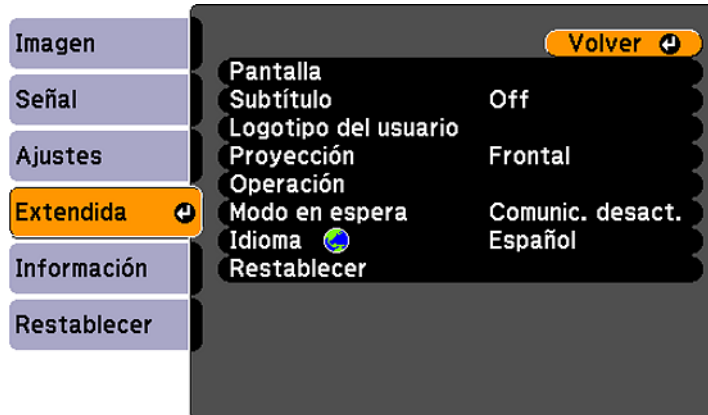 Imagen
Señal
Ajustes
Extendida
Información
Restablecer
Volver
Pantalla
Subtítulo Off
Logotipo del usuario
Proyección Frontal
Operación
Modo en espera Comunic. desact.
Idioma Español
Restablecer